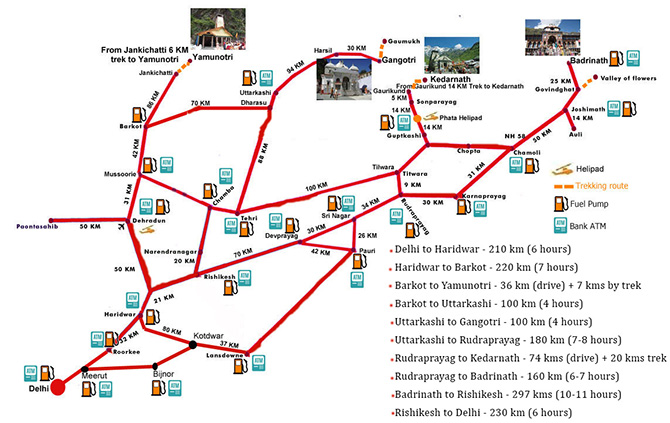 From Jankichatti 6 KM
trek to Yamunotri
Yamunotri
Jankichatti
86 KM
Barkot
70 KM
Uttarkashi
Dharasu
94 KM
Harsil
30 KM
Gaumukh
Gangotri
Kedarnath
From Gaurikund 14 KM Trek to Kedarnath
Gaurikund
5 KM
Sonparayag
14 KM
Phata Helipad
14 KM
Guptkashi
Badrinath
25 KM
Govindghat
Valley of flowers
Joshimath
14 KM
Auli
NH 58
50 KM
Chamoli
Chopta
31 KM
42 KM
Mussoorie
88 KM
31 KM
Chamba
Tehri
100 KM
Tilwara
Titwara
9 KM
30 KM
Karnaprayag
Rudraprayag
34 KM
Sri Nagar
Devprayag
30 KM
26 KM
Pauri
42 KM
70 KM
Paontasahib
50 KM
Dehradun
Narendranagar
20 KM
Rishikesh
50 KM
21 KM
Haridwar
32 KM
Roorkee
80 KM
Kotdwar
37 KM
Lansdowne
Delhi
Meerut
Bijnor
ATM
Helipad
Trekking route
Fuel Pump
Bank ATM
Delhi to Haridwar - 210 km (6 hours)
Haridwar to Barkot - 220 km (7 hours)
Barkot to Yamunotri - 36 km (drive) + 7 kms by trek
Barkot to Uttarkashi - 100 km (4 hours)
Uttarkashi to Gangotri - 100 km (4 hours)
Uttarkashi to Rudraprayag - 180 km (7-8 hours)
Rudraprayag to Kedarnath - 74 kms (drive) + 20 kms trek
Rudraprayag to Badrinath - 160 km (6-7 hours)
Badrinath to Rishikesh - 297 kms (10-11 hours)
Rishikesh to Delhi - 230 km (6 hours)